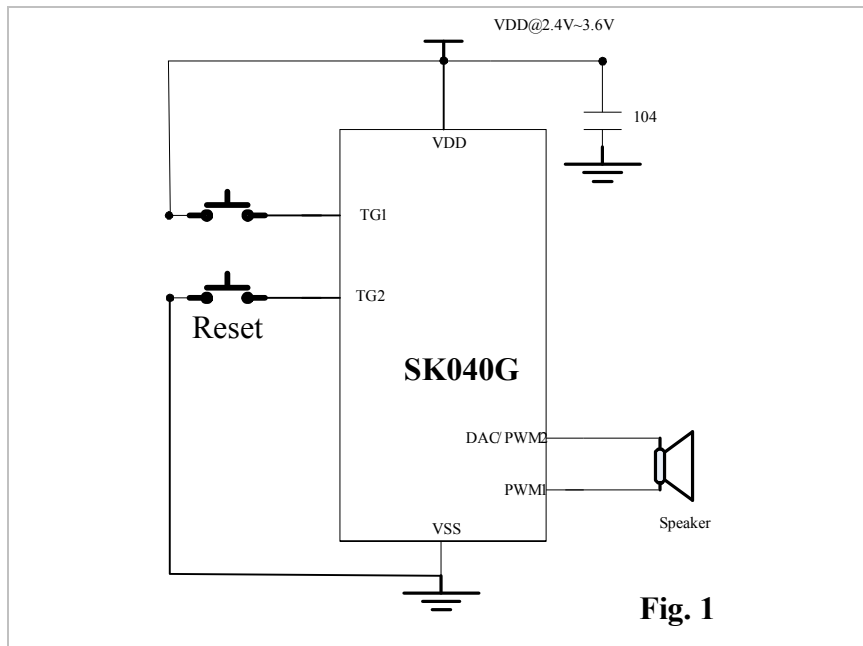 VDD@2.4V~3.6V
104
VDD
TG1
TG2
Reset
SK040G
DAC/PWM2
PWM1
Speaker
VSS
Fig. 1